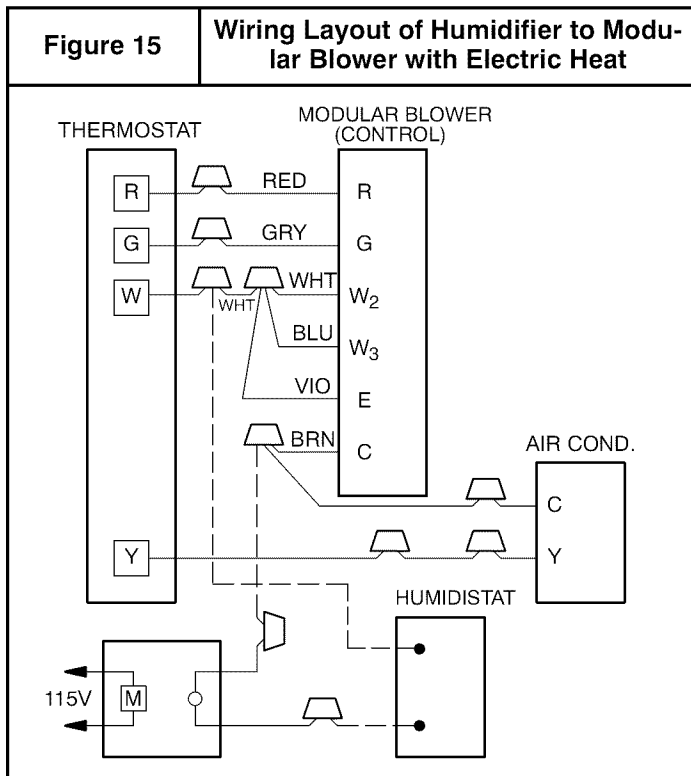 Figure 15
Wiring Layout of Humidifier to Modu-
lar Blower with Electric Heat
THERMOSTAT
MODULAR BLOWER
(CONTROL)
R
RED
R
G
GRY
G
W
WHT
WHT
W2
BLU
W3
VIO
E
BRN
C
AIR COND.
C
Y
Y
HUMIDISTAT
115V
M